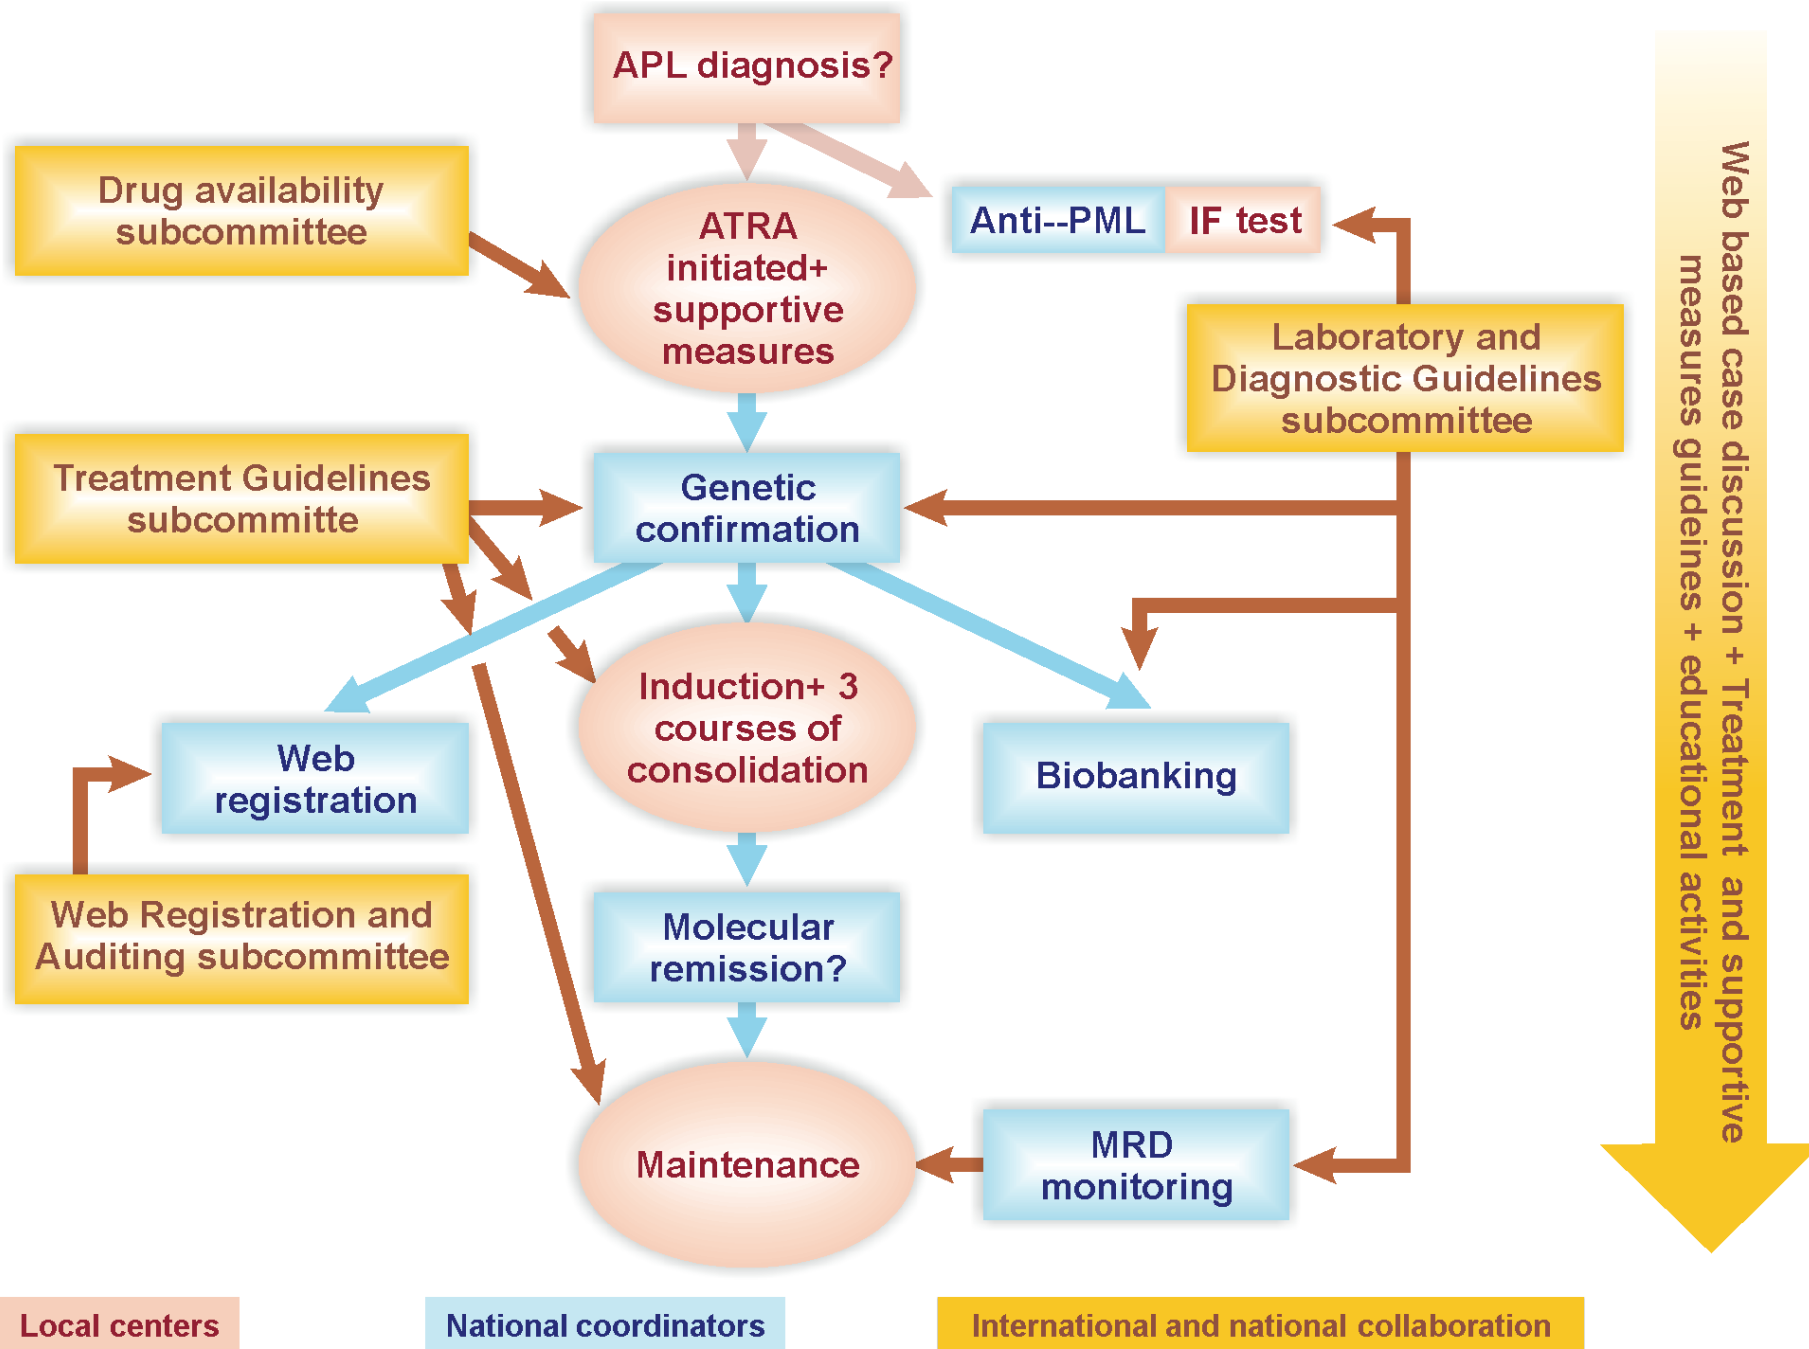 APL diagnosis?
Drug availability
subcommittee
ATRA
initiated+
supportive
measures
Anti--PML IF test
Laboratory and
Diagnostic Guidelines
subcommittee
Treatment Guidelines
subcommitte
Genetic
confirmation
Web
registration
Induction+ 3
courses of
consolidation
Biobanking
Web Registration and
Auditing subcommittee
Molecular
remission?
Maintenance
MRD
monitoring
Web based case discussion + Treatment and supportive
measures guideines + educational activities
Local centers
National coordinators
International and national collaboration